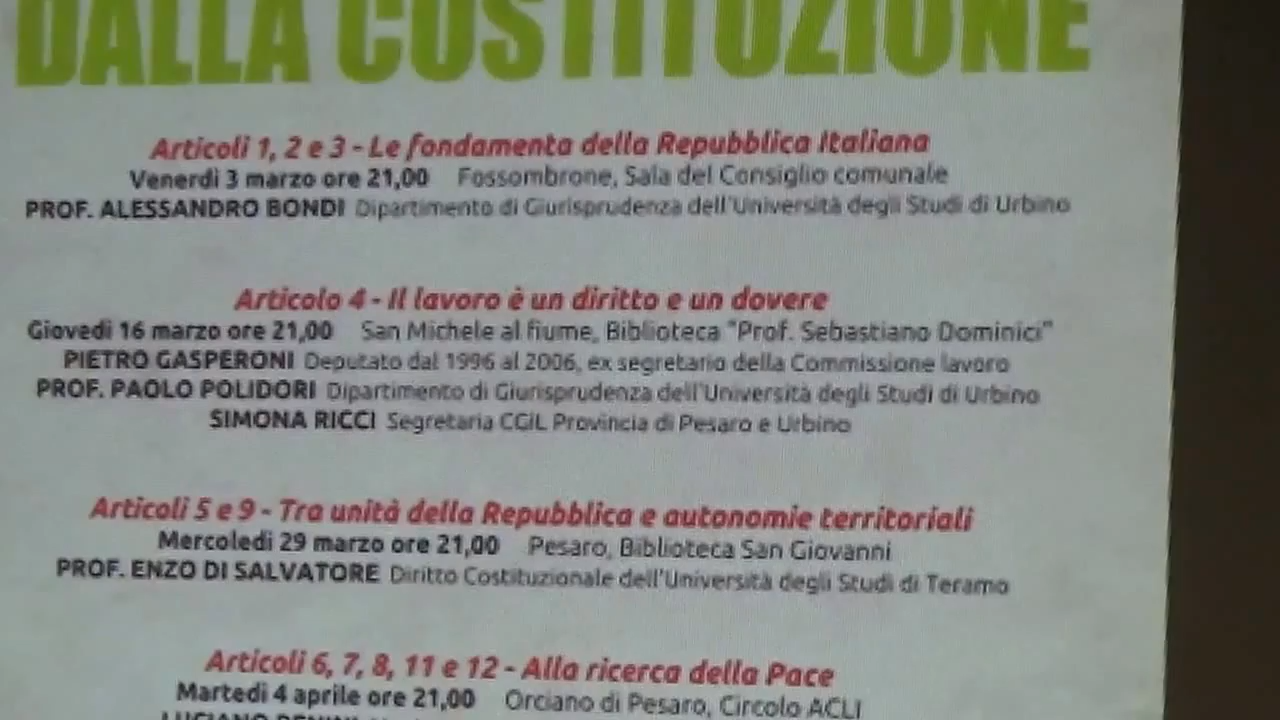 DALLA COSTITUZIONE
Articoli 1, 2 e 3 - Le fondamenta della Repubblica Italiana
Venerdì 3 marzo ore 21,00 Fossombrone, Sala del Consiglio comunale
PROF. ALESSANDRO BONDI Dipartimento di Giurisprudenza dell'Università degli Studi di Urbino
Articolo 4 - Il lavoro è un diritto e un dovere
Giovedì 16 marzo ore 21,00 San Michele al fiume, Biblioteca "Prof. Sebastiano Dominici"
PIETRO GASPERONI Deputato dal 1996 al 2006, ex segretario della Commissione lavoro
PROF. PAOLO POLIDORI Dipartimento di Giurisprudenza dell'Università degli Studi di Urbino
SIMONA RICCI Segretaria CGIL Provincia di Pesaro e Urbino
Articoli 5 e 9 - Tra unità della Repubblica e autonomie territoriali
Mercoledì 29 marzo ore 21,00 Pesaro, Biblioteca San Giovanni
PROF. ENZO DI SALVATORE Diritto Costituzionale dell'Università degli Studi di Teramo
Articoli 6, 7, 8, 11 e 12 - Alla ricerca della Pace
Martedì 4 aprile ore 21,00 Orciano di Pesaro, Circolo ACLI
LUCIANO BENINI